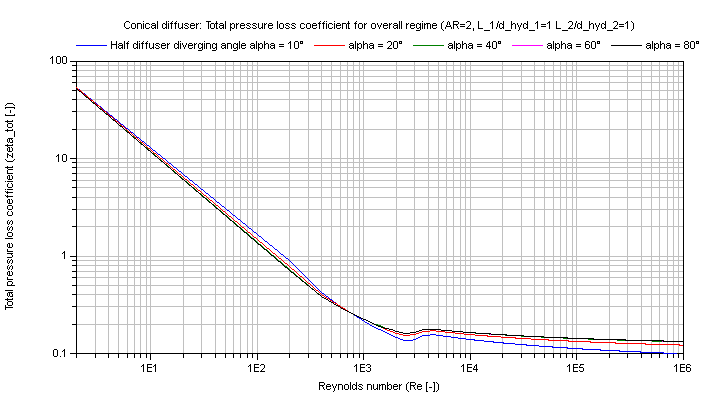 Conical diffuser: Total pressure loss coefficient for overall regime (AR=2, L_1/d_hyd_1=1 L_2/d_hyd_2=1)
Half diffuser diverging angle alpha = 10° alpha = 20° alpha = 40° alpha = 60° alpha = 80°
Total pressure loss coefficient (zeta_tot [-])
100
10
1
0.1
1E1 1E2 1E3 1E4 1E5 1E6
Reynolds number (Re [-])